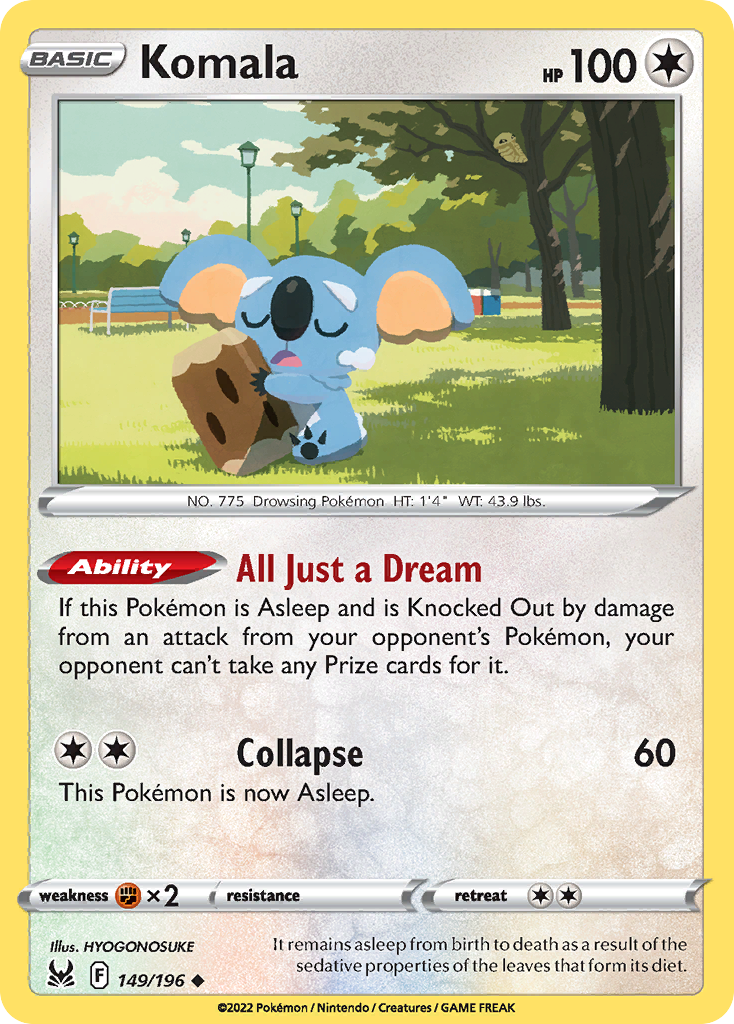 BASIC Komala HP 100
NO. 775 Drowsing Pokémon HT: 1'4" WT: 43.9 lbs.
Ability All Just a Dream
If this Pokémon is Asleep and is Knocked Out by damage
from an attack from your opponent's Pokémon, your
opponent can't take any Prize cards for it.
Collapse 60
This Pokémon is now Asleep.
weakness ×2 resistance retreat
Illus. HYOGONOSUKE
It remains asleep from birth to death as a result of the
sedative properties of the leaves that form its diet.
F 149/196
©2022 Pokémon / Nintendo / Creatures / GAME FREAK